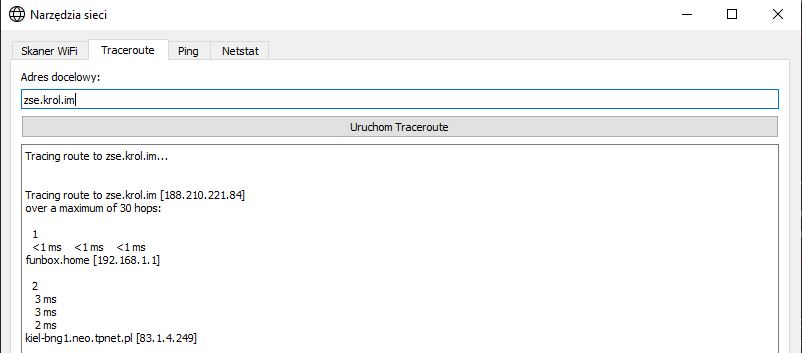 Narzędzia sieci
Skaner WiFi Traceroute Ping Netstat
Adres docelowy:
zse.krol.im
Uruchom Traceroute
Tracing route to zse.krol.im...
Tracing route to zse.krol.im [188.210.221.84]
over a maximum of 30 hops:
1
<1 ms <1 ms <1 ms
funbox.home [192.168.1.1]
2
3 ms
3 ms
2 ms
kiel-bng1.neo.tpnet.pl [83.1.4.249]